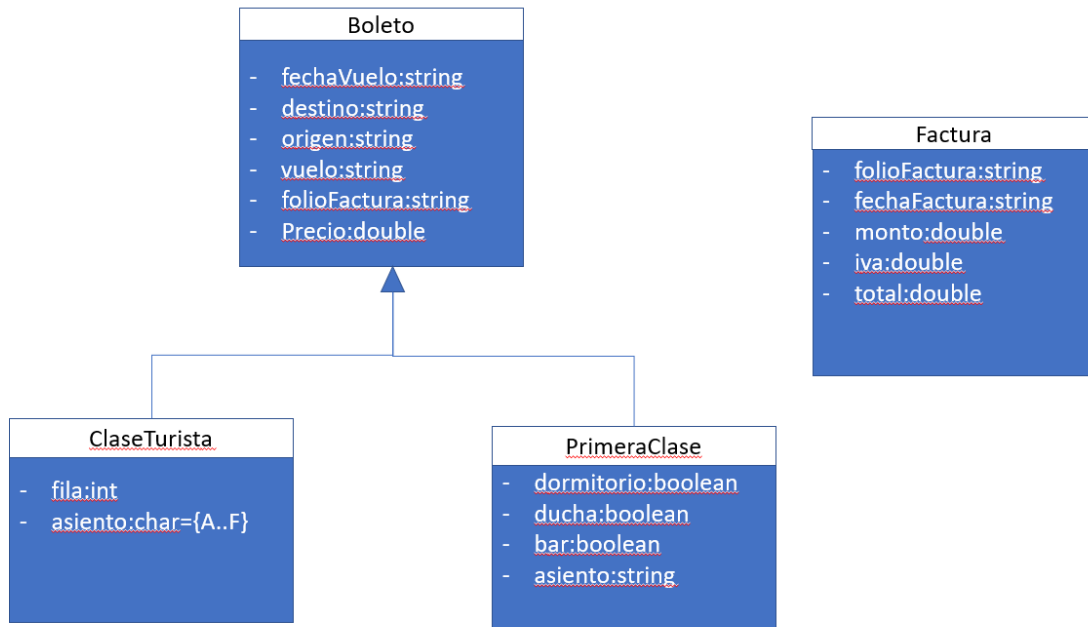 Boleto
- fechaVuelo:string
- destino:string
- origen:string
- vuelo:string
- folioFactura:string
- Precio:double
Factura
- folioFactura:string
- fechaFactura:string
- monto:double
- iva:double
- total:double
ClaseTurista
- fila:int
- asiento:char={A..F}
PrimeraClase
- dormitorio:boolean
- ducha:boolean
- bar:boolean
- asiento:string